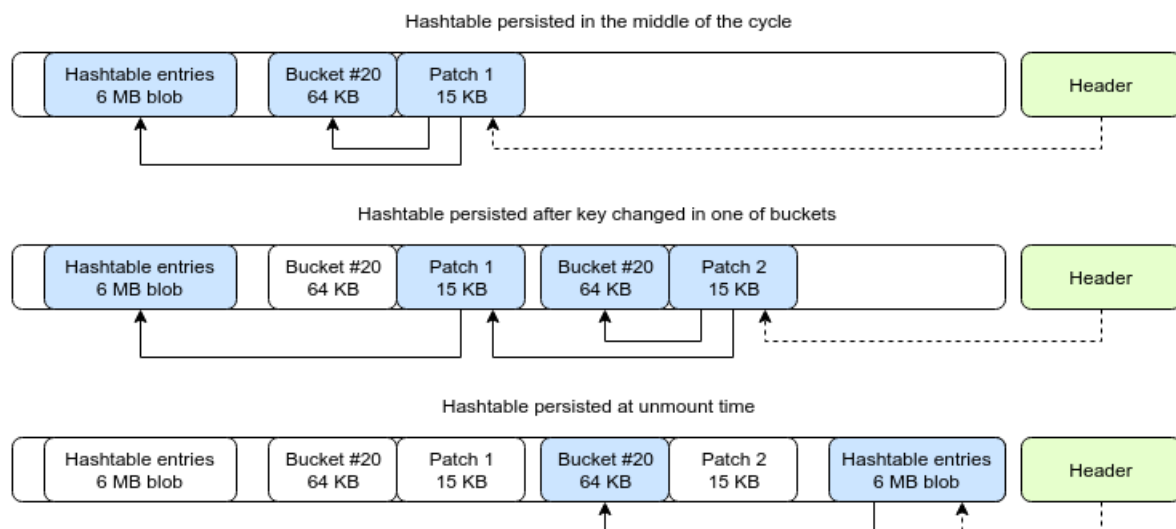 Hashtable persisted in the middle of the cycle
Hashtable entries
6 MB blob
Bucket #20
64 KB
Patch 1
15 KB
Header
Hashtable persisted after key changed in one of buckets
Hashtable entries
6 MB blob
Bucket #20
64 KB
Patch 1
15 KB
Bucket #20
64 KB
Patch 2
15 KB
Header
Hashtable persisted at unmount time
Hashtable entries
6 MB blob
Bucket #20
64 KB
Patch 1
15 KB
Bucket #20
64 KB
Patch 2
15 KB
Hashtable entries
6 MB blob
Header